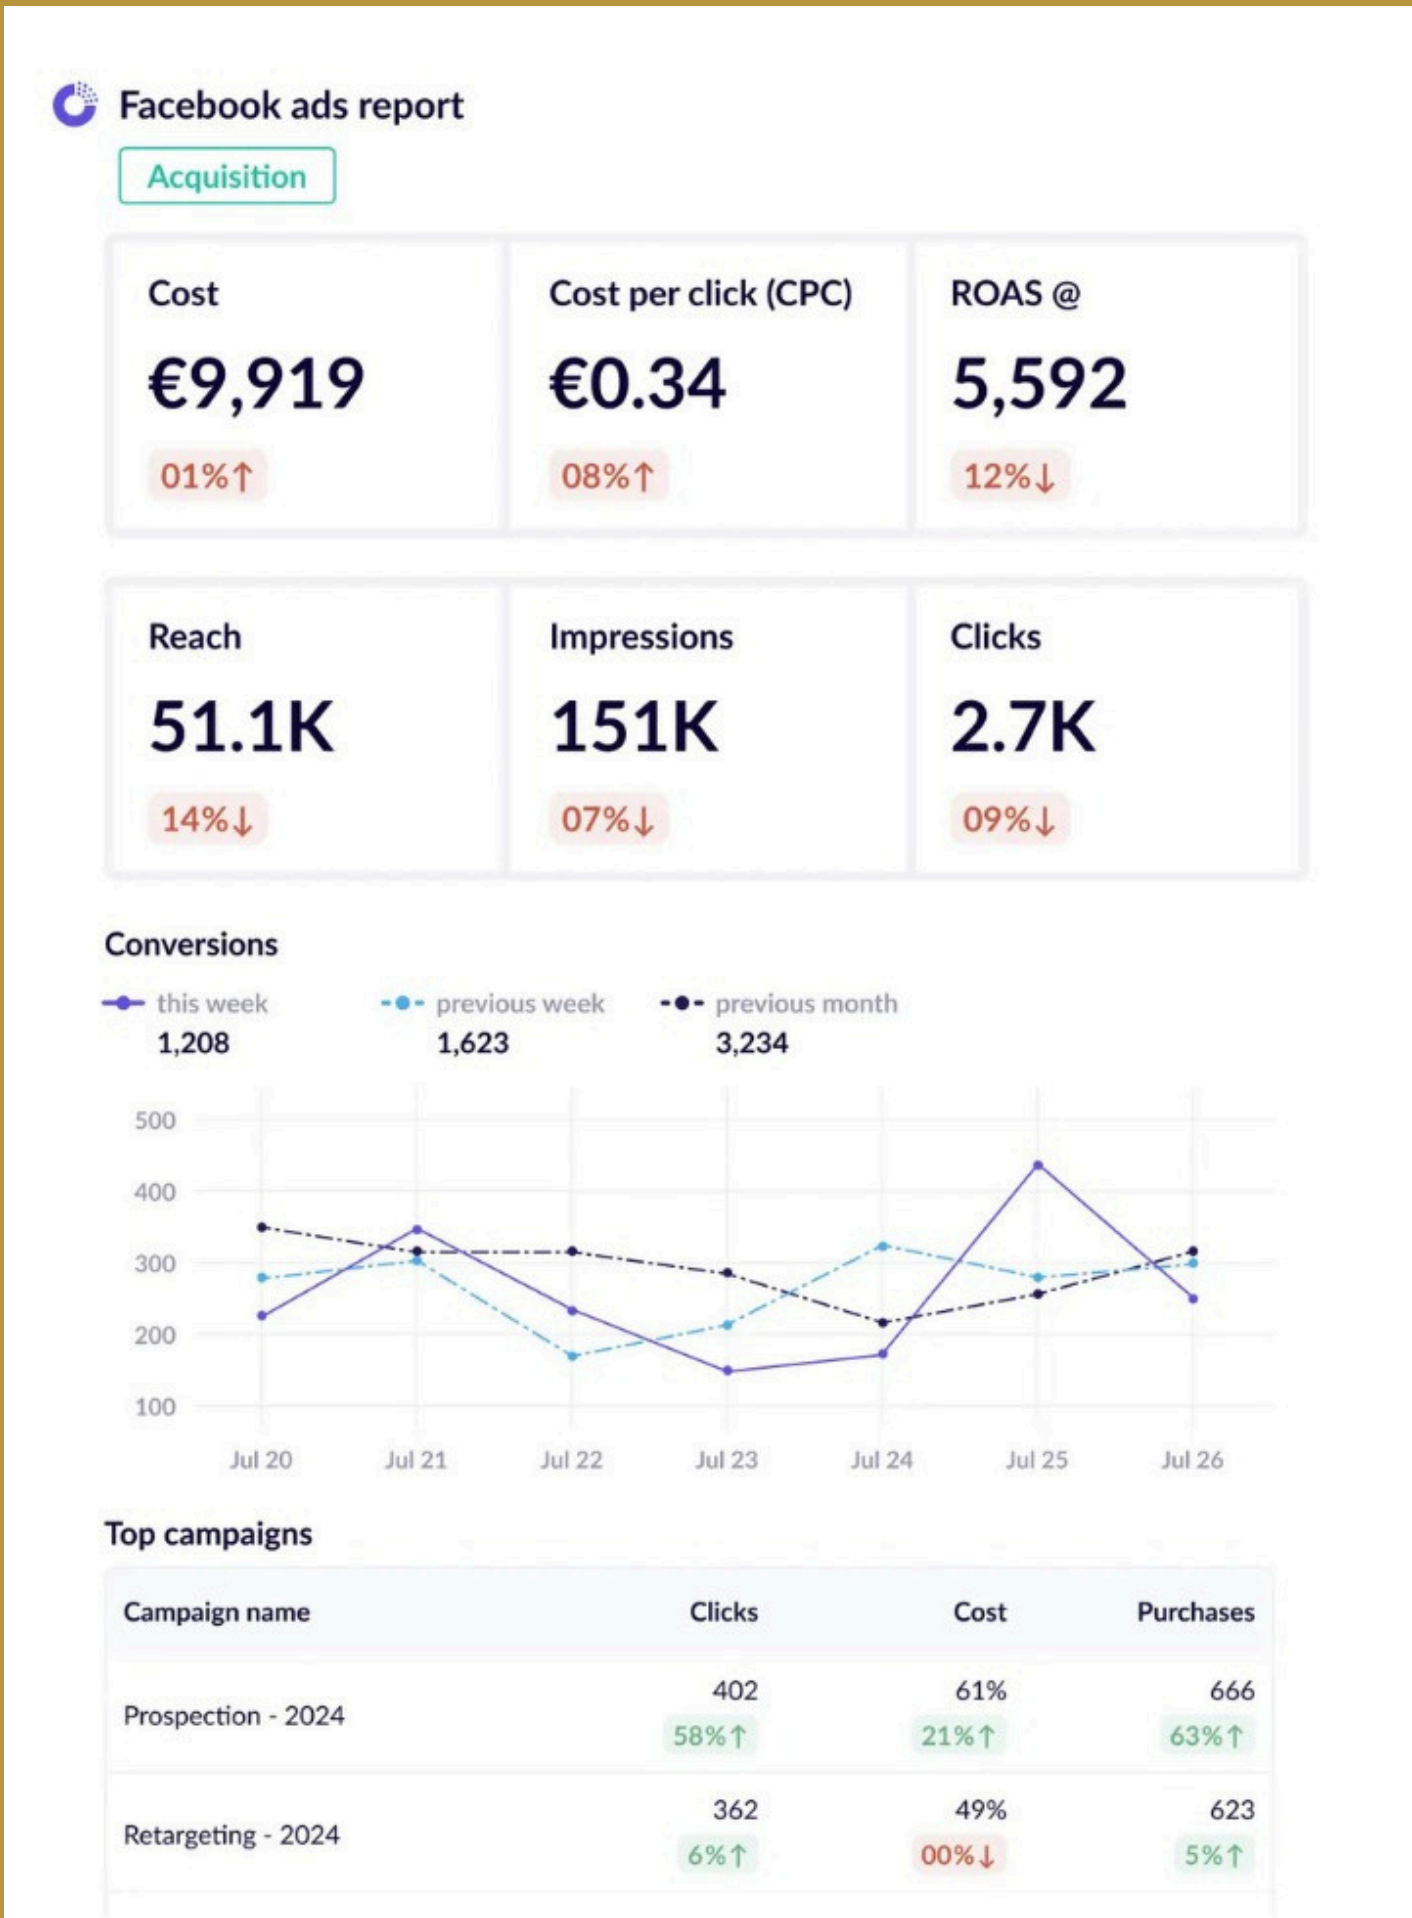 Facebook ads report
Acquisition
Cost
Cost per click (CPC)
ROAS @
€9,919
€0.34
5,592
01%↑
08%↑
12%↓
Reach
Impressions
Clicks
51.1K
151K
2.7K
14%↓
07%↓
09%↓
Conversions
this week
previous week
previous month
1,208
1,623
3,234
500
400
300
200
100
Jul 20
Jul 21
Jul 22
Jul 23
Jul 24
Jul 25
Jul 26
Top campaigns
Campaign name
Clicks
Cost
Purchases
Prospection - 2024
402
61%
666
58%↑
21%↑
63%↑
Retargeting - 2024
362
49%
623
6%↑
00%↓
5%↑